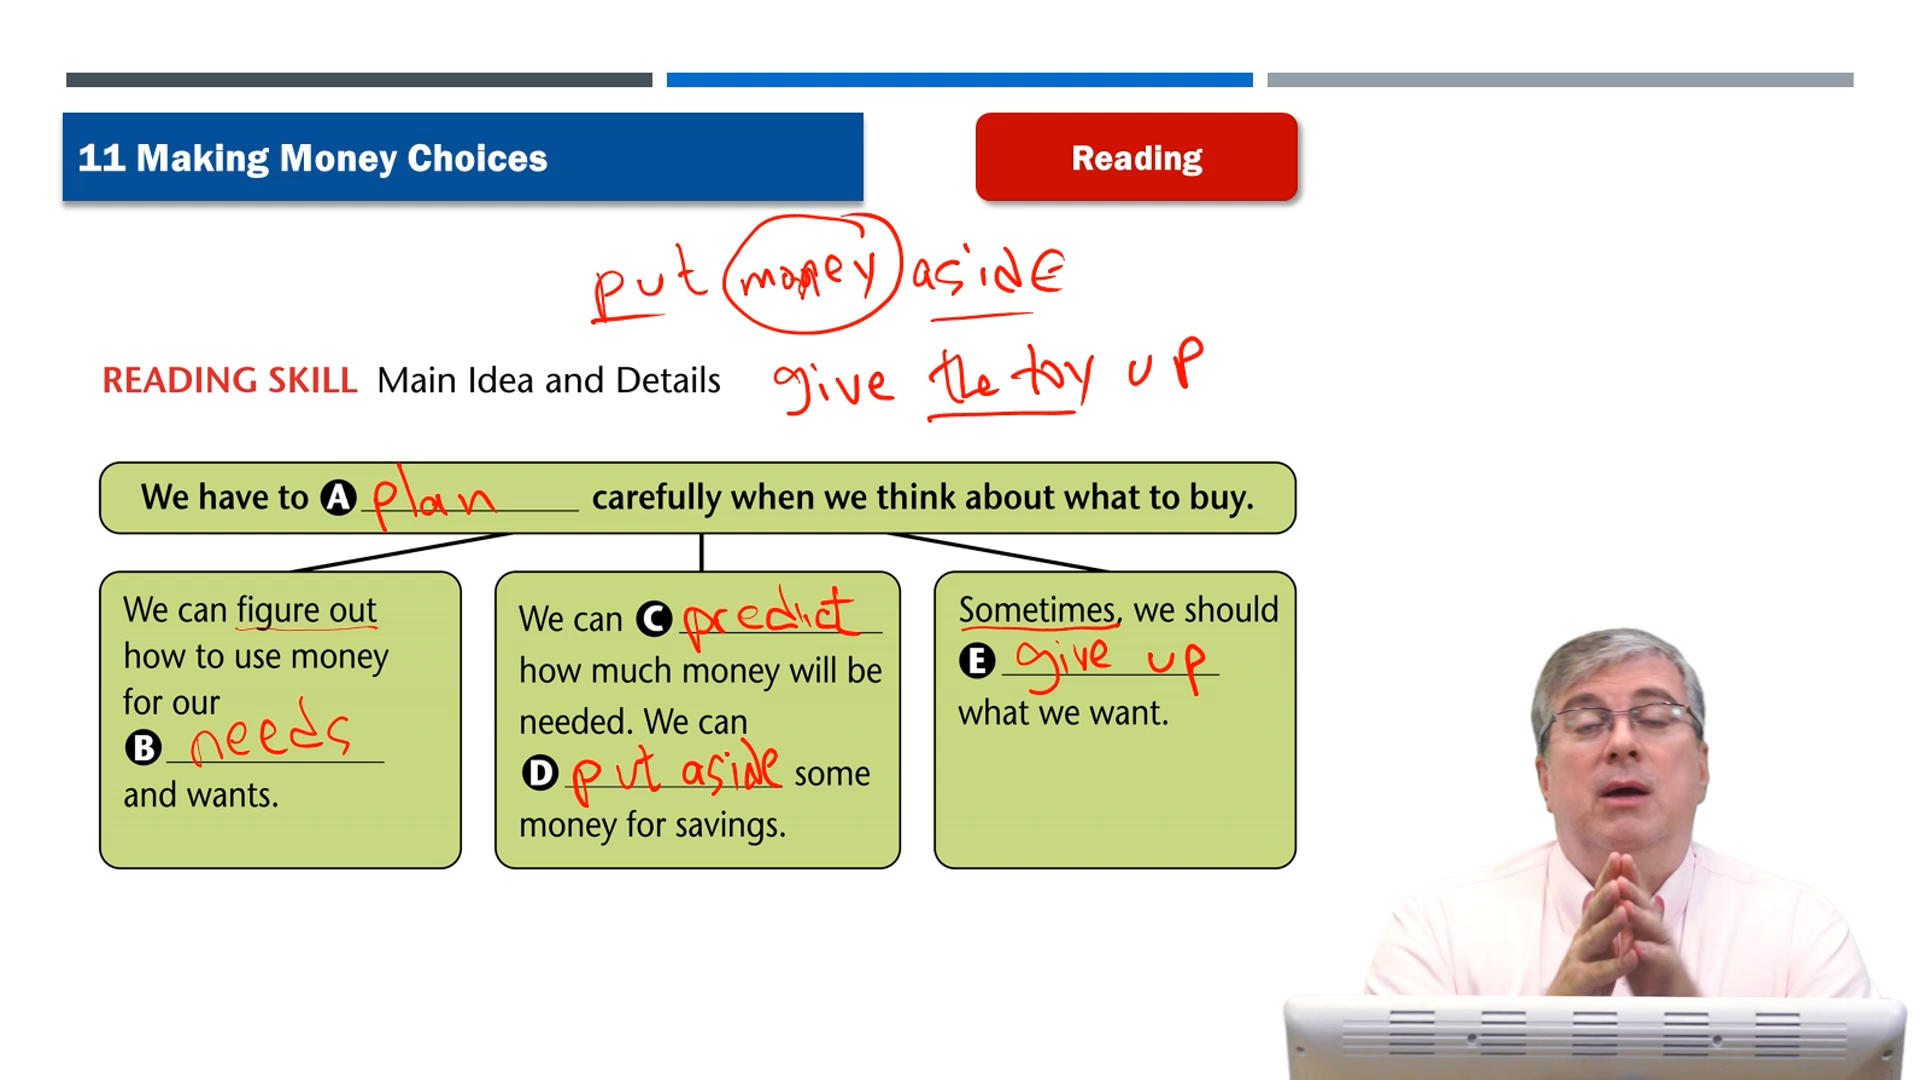 11 Making Money Choices
Reading
put money aside
READING SKILL Main Idea and Details
give the toy up
We have to A plan carefully when we think about what to buy.
We can figure out
how to use money
for our
B needs
and wants.
We can C predict
how much money will be
needed. We can
D put aside some
money for savings.
Sometimes, we should
E give up
what we want.